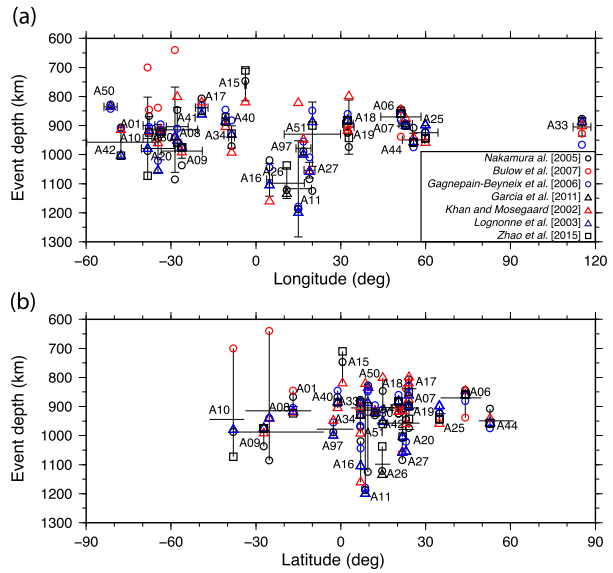 (a)
600
700
800
900
1000
1100
1200
1300
Event depth (km)
A50
A01
A10
A42
A20
A41
A08
A09
A17
A34
A40
A15
A16
A26
A97
A51
A27
A11
A18
A19
A06
A07
A44
A25
A33
Nakamura et al. [2005]
Bulow et al. [2007]
Gagnepain-Beyneix et al. [2006]
Garcia et al. [2011]
Khan and Mosegaard [2002]
Lognonne et al. [2003]
Zhao et al. [2015]
−60 −30 0 30 60 90 120
Longitude (deg)
(b)
600
700
800
900
1000
1100
1200
1300
Event depth (km)
A10
A09
A08
A01
A40
A33
A34
A15
A50
A16
A51
A11
A18
A17
A07
A19
A20
A27
A26
A25
A06
A44
−90 −60 −30 0 30 60 90
Latitude (deg)